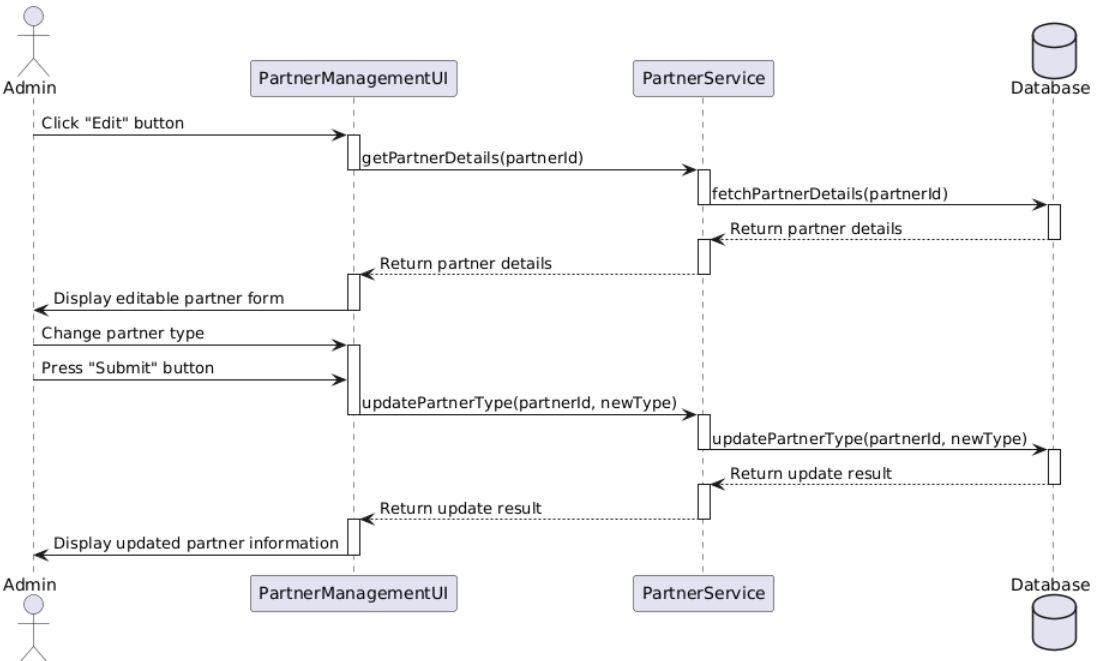 Admin
PartnerManagementUI
PartnerService
Database
Click "Edit" button
getPartnerDetails(partnerId)
fetchPartnerDetails(partnerId)
Return partner details
Return partner details
Display editable partner form
Change partner type
Press "Submit" button
updatePartnerType(partnerId, newType)
updatePartnerType(partnerId, newType)
Return update result
Return update result
Display updated partner information
Admin
PartnerManagementUI
PartnerService
Database